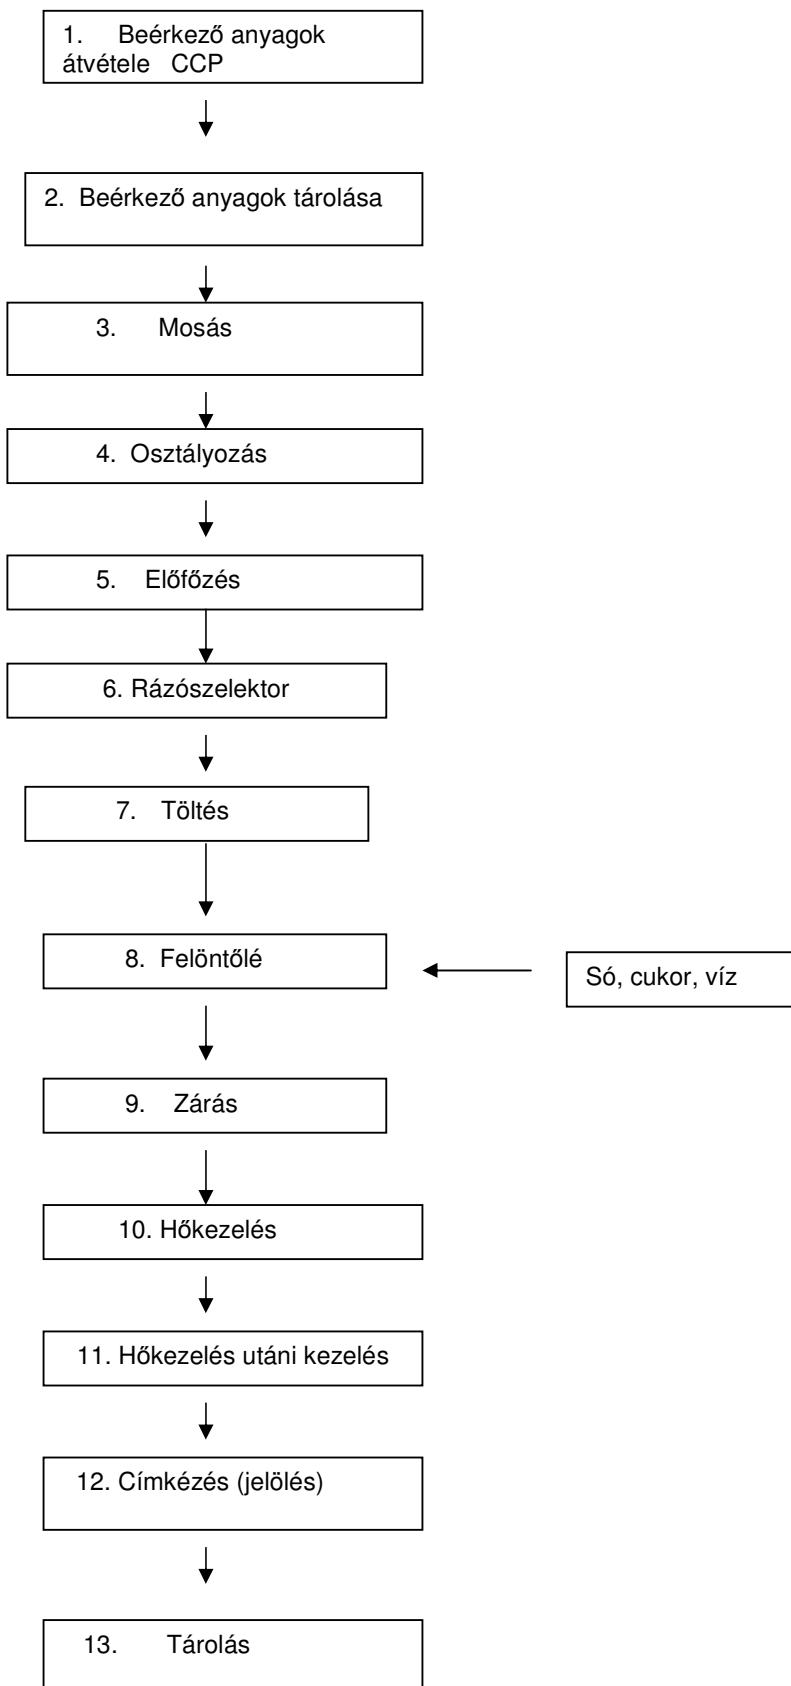 1. Beérkező anyagok
átvétele CCP
2. Beérkező anyagok tárolása
3. Mosás
4. Osztályozás
5. Előfőzés
6. Rázószelektor
7. Töltés
8. Felöntőlé
Só, cukor, víz
9. Zárás
10. Hőkezelés
11. Hőkezelés utáni kezelés
12. Címkézés (jelölés)
13. Tárolás